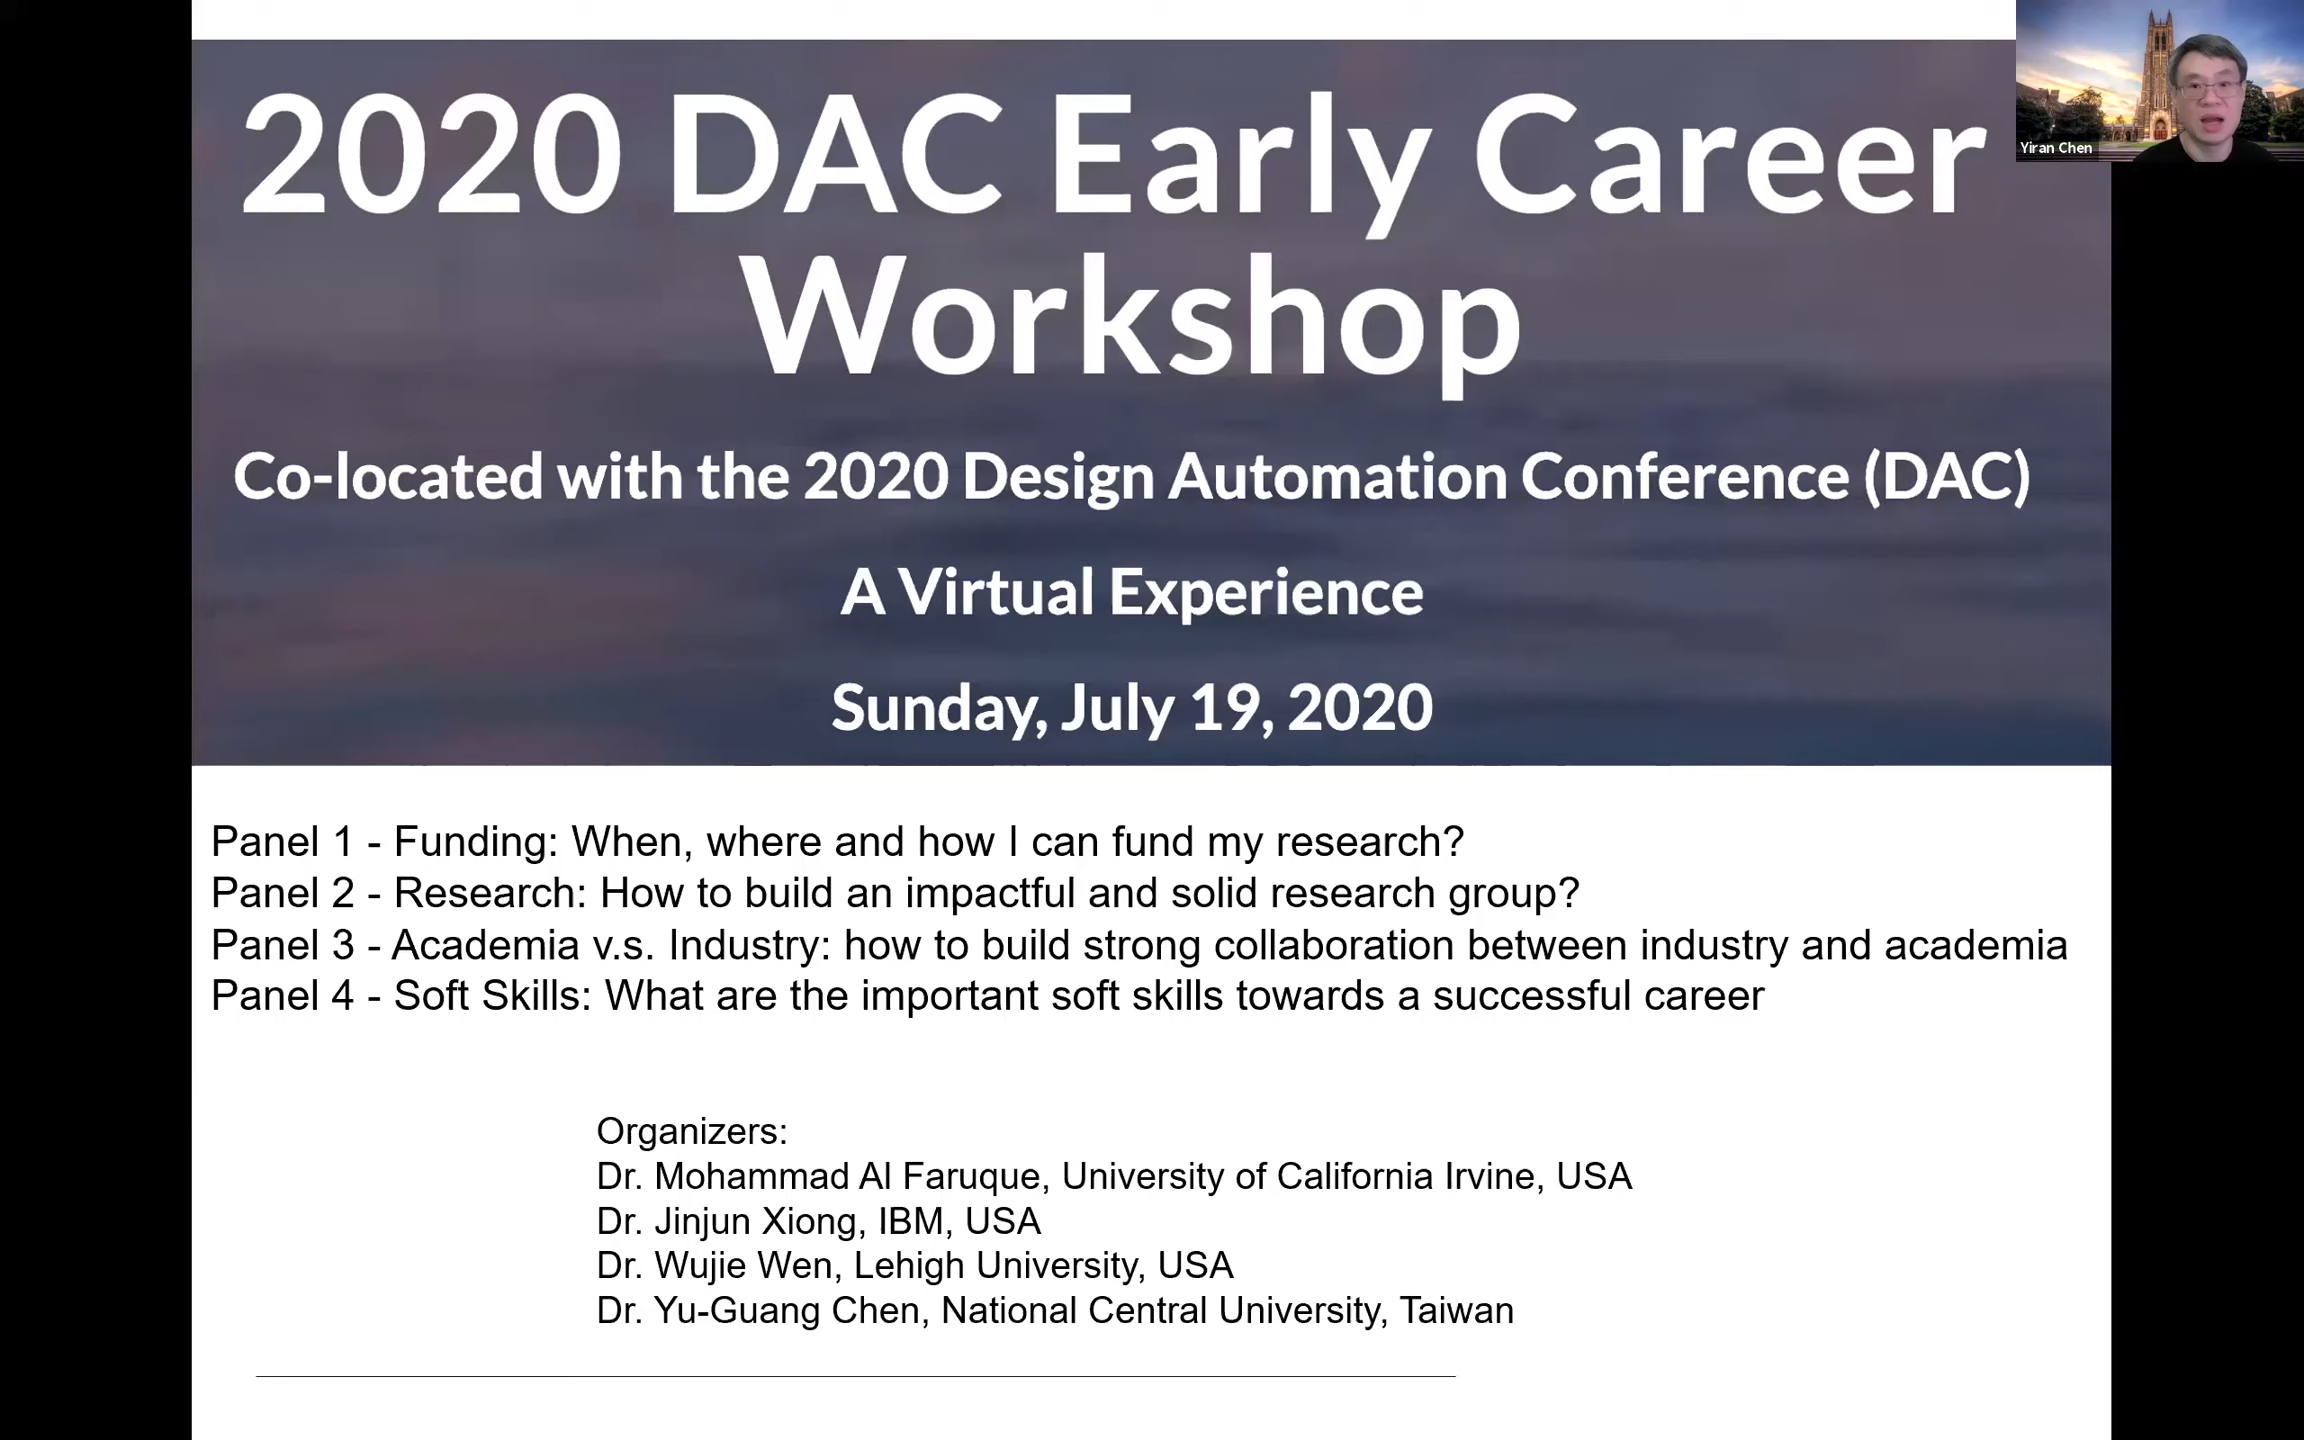 2020 DAC Early Career
Workshop
Co-located with the 2020 Design Automation Conference (DAC)
A Virtual Experience
Sunday, July 19, 2020
Yiran Chen
Panel 1 - Funding: When, where and how I can fund my research?
Panel 2 - Research: How to build an impactful and solid research group?
Panel 3 - Academia v.s. Industry: how to build strong collaboration between industry and academia
Panel 4 - Soft Skills: What are the important soft skills towards a successful career
Organizers:
Dr. Mohammad Al Faruque, University of California Irvine, USA
Dr. Jinjun Xiong, IBM, USA
Dr. Wujie Wen, Lehigh University, USA
Dr. Yu-Guang Chen, National Central University, Taiwan